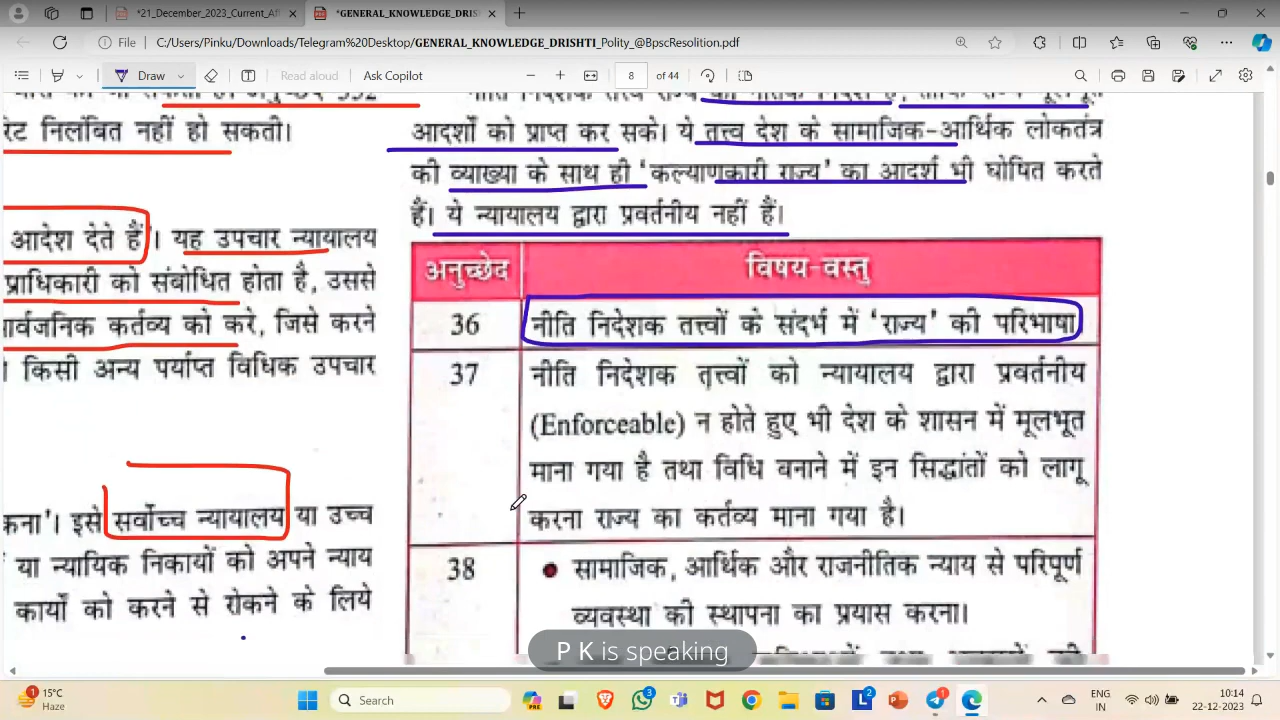 *21_December_2023_Current_Af
*GENERAL_KNOWLEDGE_DRIS
File
C:/Users/Pinku/Downloads/Telegram%20Desktop/GENERAL_KNOWLEDGE_DRISHTI_Polity_@BpscResolition.pdf
Draw
Read aloud
Ask Copilot
8 of 44
अनुच्छेद 352
रेट निलंबित नहीं हो सकती।
आदेश देते हैं। यह उपचार न्यायालय
प्राधिकारी को संबोधित होता है, उससे
र्वजनिक कर्तव्य को करे, जिसे करने
किसी अन्य पर्याप्त विधिक उपचार
कना'। इसे सर्वोच्च न्यायालय या उच्च
या न्यायिक निकायों को अपने न्याय
कार्यों को करने से रोकने के लिये
आदर्शों को प्राप्त कर सके। ये तत्त्व देश के सामाजिक-आर्थिक लोकतंत्र
की व्याख्या के साथ ही 'कल्याणकारी राज्य' का आदर्श भी घोषित करते
हैं। ये न्यायालय द्वारा प्रवर्तनीय नहीं हैं।
अनुच्छेद विषय-वस्तु
36 नीति निदेशक तत्त्वों के संदर्भ में 'राज्य' की परिभाषा
37 नीति निदेशक तत्त्वों को न्यायालय द्वारा प्रवर्तनीय
(Enforceable) न होते हुए भी देश के शासन में मूलभूत
माना गया है तथा विधि बनाने में इन सिद्धांतों को लागू
करना राज्य का कर्तव्य माना गया है।
38 ● सामाजिक, आर्थिक और राजनीतिक न्याय से परिपूर्ण
व्यवस्था की स्थापना का प्रयास करना।
P K is speaking
15°C
Haze
Search
ENG
IN
10:14
22-12-2023